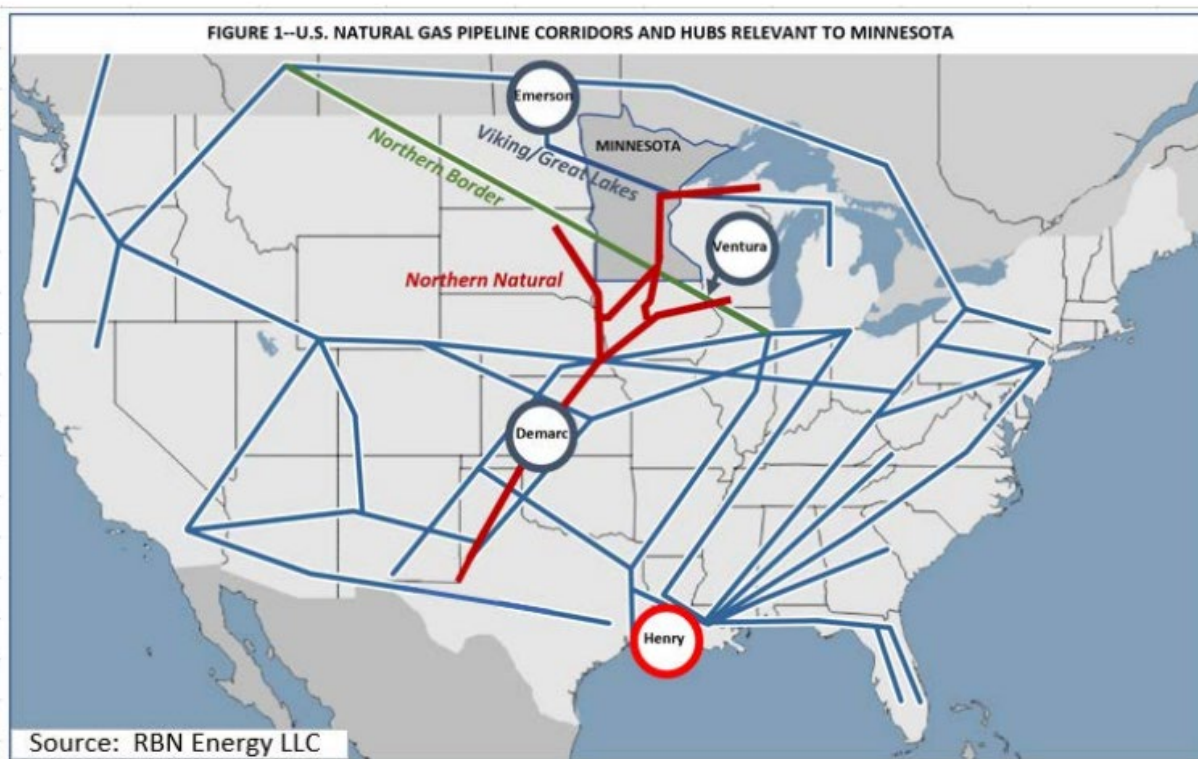 FIGURE 1--U.S. NATURAL GAS PIPELINE CORRIDORS AND HUBS RELEVANT TO MINNESOTA
Emerson
MINNESOTA
Viking/Great Lakes
Northern Border
Ventura
Northern Natural
Demarc
Henry
Source: RBN Energy LLC